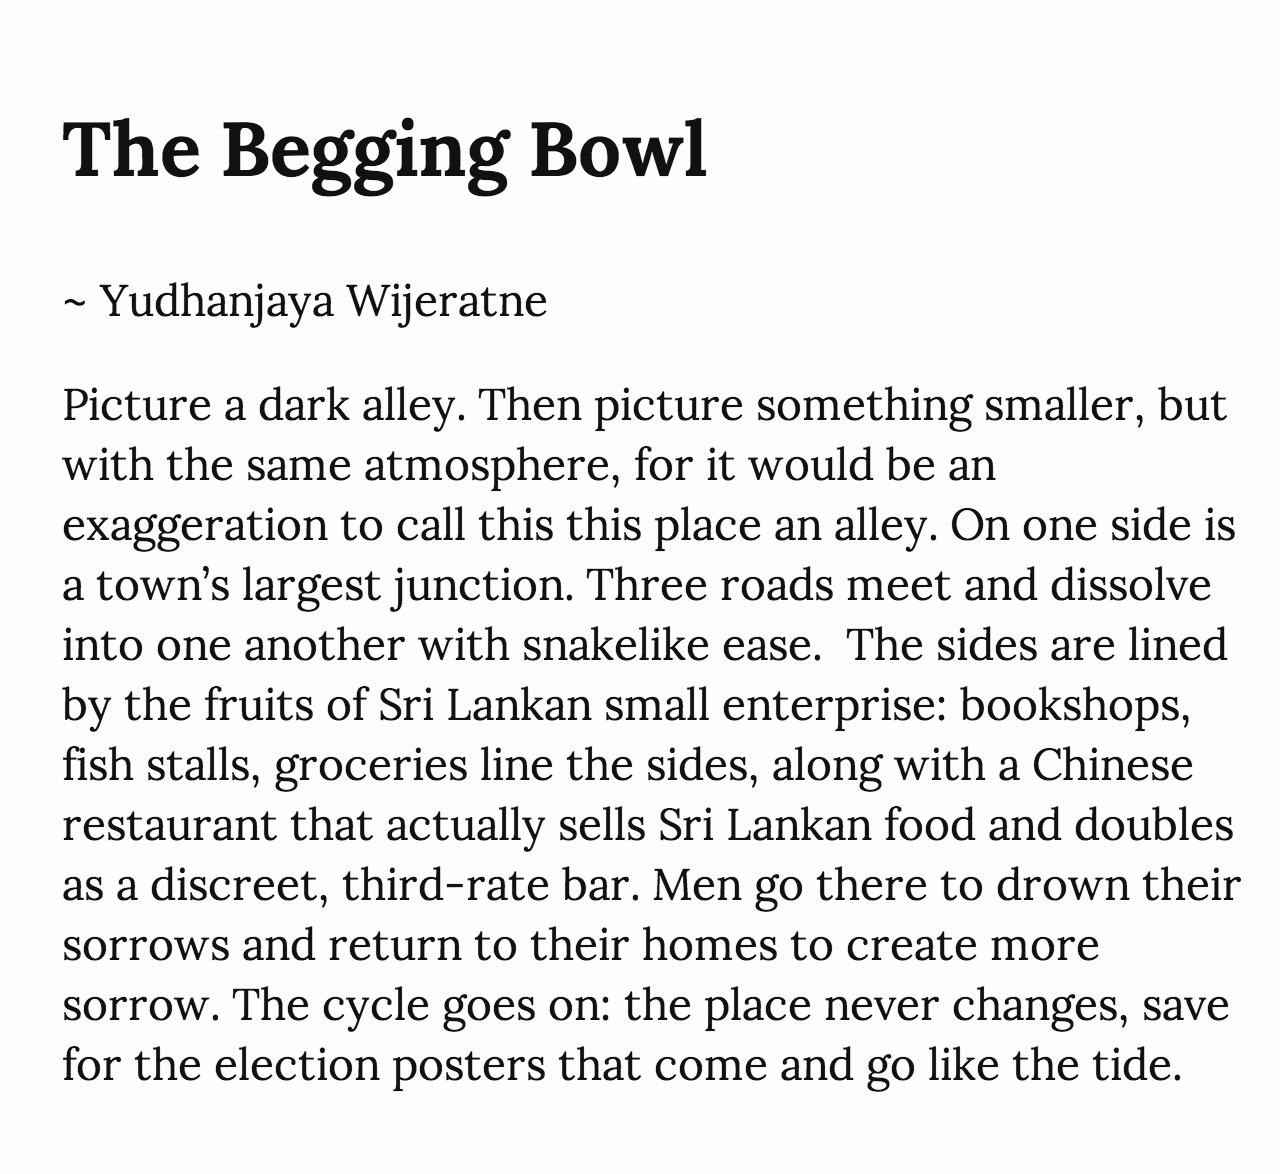 The Begging Bowl
~ Yudhanjaya Wijeratne
Picture a dark alley. Then picture something smaller, but
with the same atmosphere, for it would be an
exaggeration to call this this place an alley. On one side is
a town’s largest junction. Three roads meet and dissolve
into one another with snakelike ease.  The sides are lined
by the fruits of Sri Lankan small enterprise: bookshops,
fish stalls, groceries line the sides, along with a Chinese
restaurant that actually sells Sri Lankan food and doubles
as a discreet, third-rate bar. Men go there to drown their
sorrows and return to their homes to create more
sorrow. The cycle goes on: the place never changes, save
for the election posters that come and go like the tide.